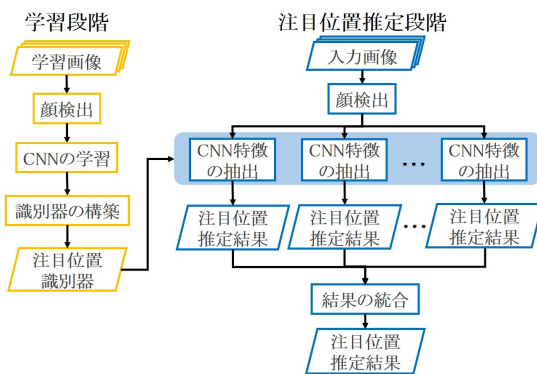 学習段階
学習画像
顔検出
CNNの学習
識別器の構築
注目位置
識別器
注目位置推定段階
入力画像
顔検出
CNN特徴
の抽出
CNN特徴
の抽出
…
CNN特徴
の抽出
注目位置
推定結果
注目位置
推定結果
…
注目位置
推定結果
結果の統合
注目位置
推定結果